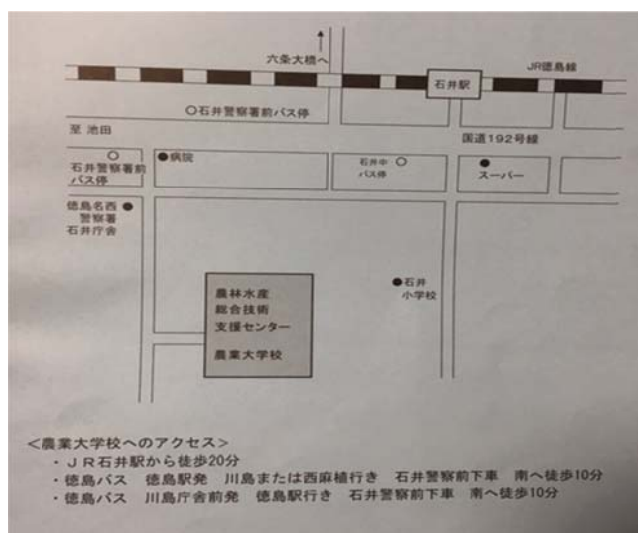 ↑
六条大橋へ
JR徳島線
石井駅
○石井警察署前バス停
至 池田
国道192号線
○
石井警察署前
バス停
●病院
石井中 ○
バス停
●
スーパー
徳島名西 ●
警察署
石井庁舎
●石井
小学校
農林水産
総合技術
支援センター
農業大学校
＜農業大学校へのアクセス＞
・ＪＲ石井駅から徒歩20分
・徳島バス 徳島駅発 川島または西麻植行き 石井警察前下車 南へ徒歩10分
・徳島バス 川島庁舎前発 徳島駅行き 石井警察前下車 南へ徒歩10分